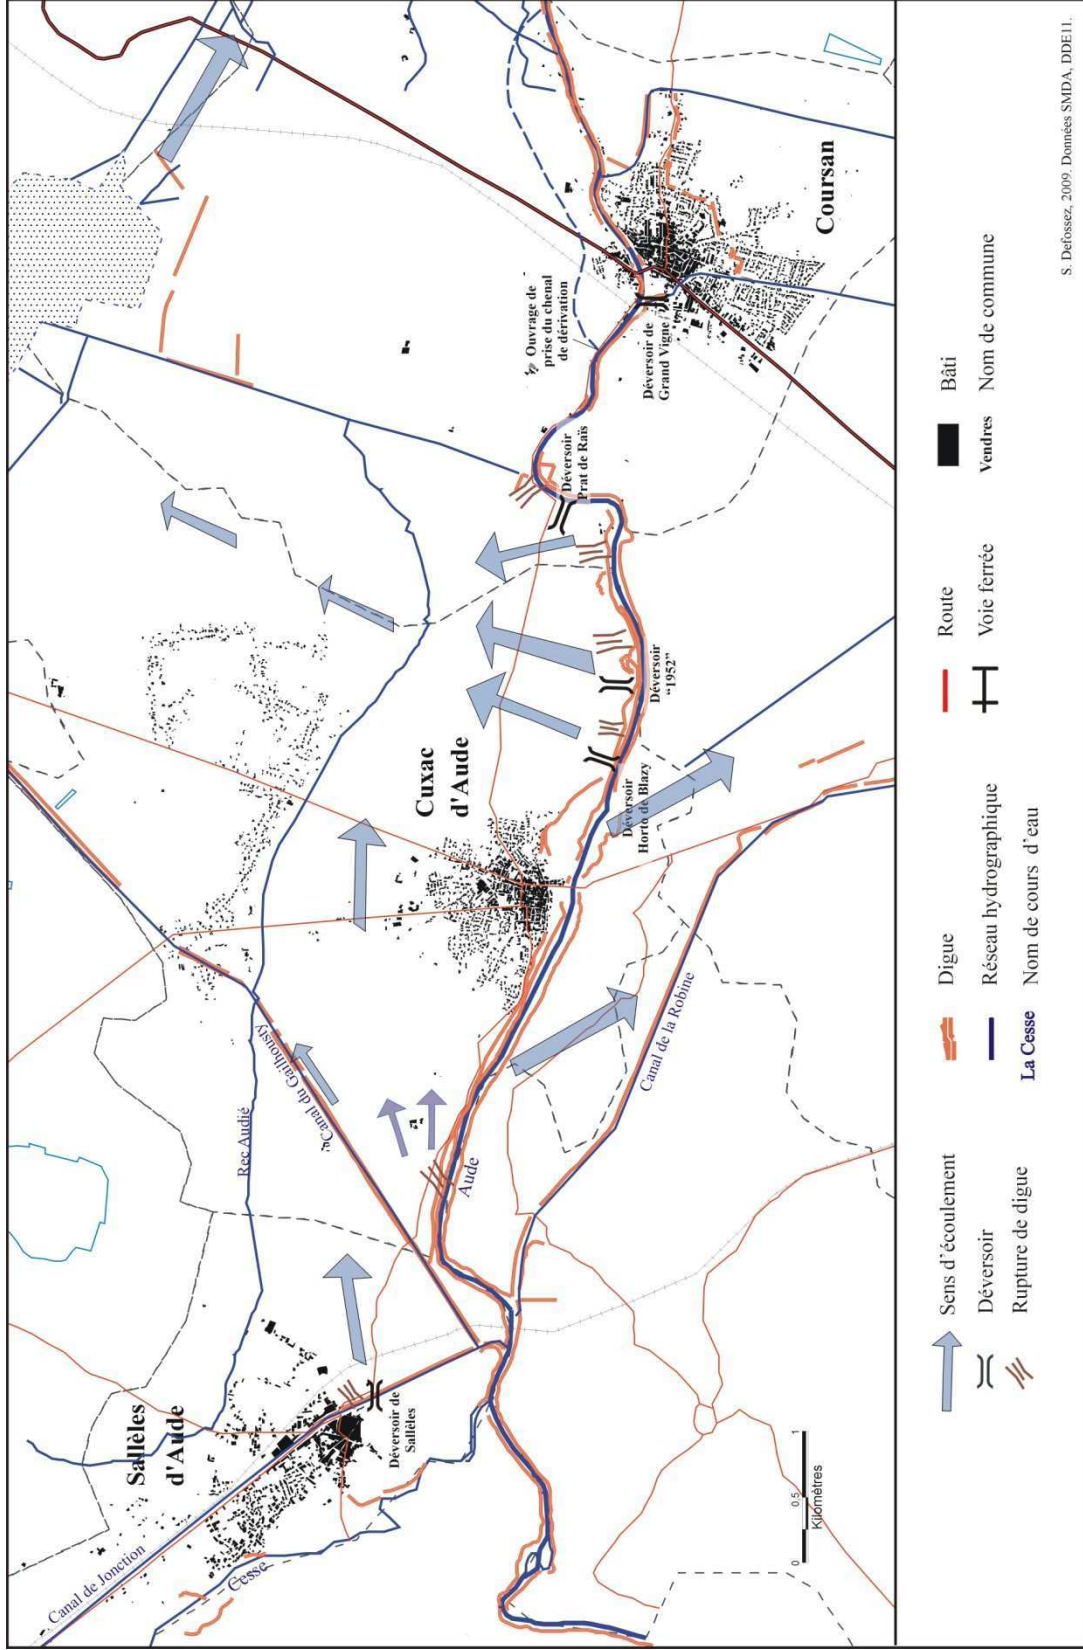 Canal de Jonction
Cesse
Sallèles
d'Aude
Déversoir de
Sallèles
Rec Audié
Canal du Gailhousty
Aude
Canal de la Robine
Cuxac
d'Aude
Déversoir
Horto de Blazy
Déversoir
"1952"
Déversoir
Prat de Raïs
Ouvrage de
prise du chenal
de dérivation
Déversoir de
Grand Vigne
Coursan
0 0.5 1
Kilomètres
Sens d'écoulement
Déversoir
Rupture de digue
Digue
Réseau hydrographique
La Cesse Nom de cours d'eau
Route
Voie ferrée
Bâti
Vendres Nom de commune
S. Defossez, 2009. Données SMDA, DDE11.